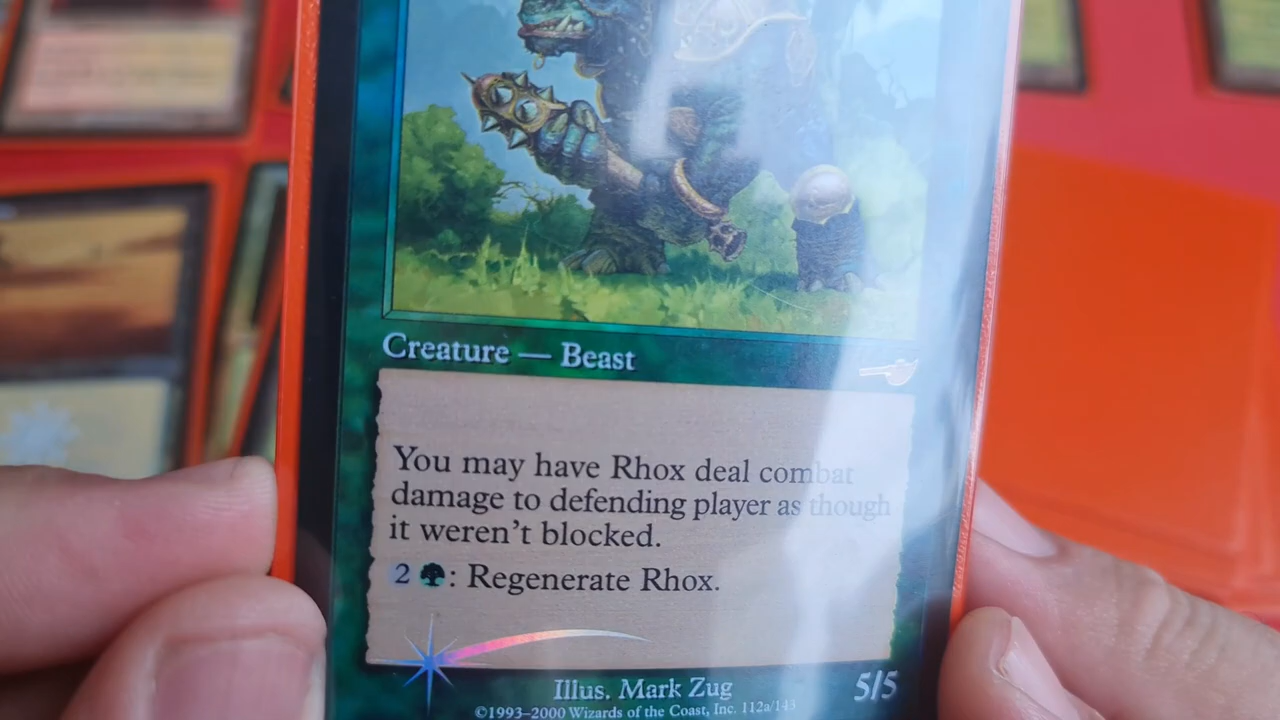 Creature — Beast
You may have Rhox deal combat
damage to defending player as though
it weren't blocked.
2 : Regenerate Rhox.
Illus. Mark Zug
5/5
©1993–2000 Wizards of the Coast, Inc. 112a/143